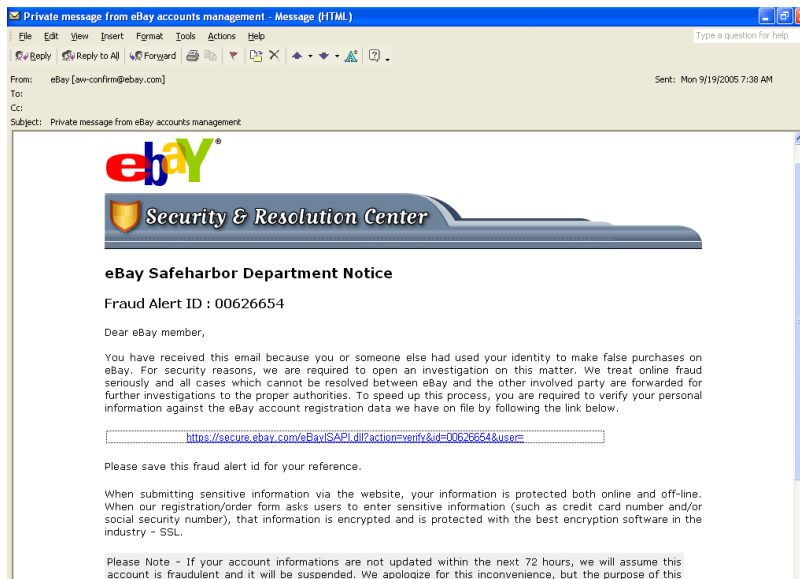 Private message from eBay accounts management - Message (HTML)
File Edit View Insert Format Tools Actions Help
Type a question for help
Reply Reply to All Forward
From: eBay [aw-confirm@ebay.com]
Sent: Mon 9/19/2005 7:38 AM
To:
Cc:
Subject: Private message from eBay accounts management
ebaY®
Security & Resolution Center
eBay Safeharbor Department Notice
Fraud Alert ID : 00626654
Dear eBay member,
You have received this email because you or someone else had used your identity to make false purchases on
eBay. For security reasons, we are required to open an investigation on this matter. We treat online fraud
seriously and all cases which cannot be resolved between eBay and the other involved party are forwarded for
further investigations to the proper authorities. To speed up this process, you are required to verify your personal
information against the eBay account registration data we have on file by following the link below.
https://secure.ebay.com/eBayISAPI.dll?action=verify&id=00626654&user=
Please save this fraud alert id for your reference.
When submitting sensitive information via the website, your information is protected both online and off-line.
When our registration/order form asks users to enter sensitive information (such as credit card number and/or
social security number), that information is encrypted and is protected with the best encryption software in the
industry - SSL.
Please Note - If your account informations are not updated within the next 72 hours, we will assume this
account is fraudulent and it will be suspended. We apologize for this inconvenience, but the purpose of this